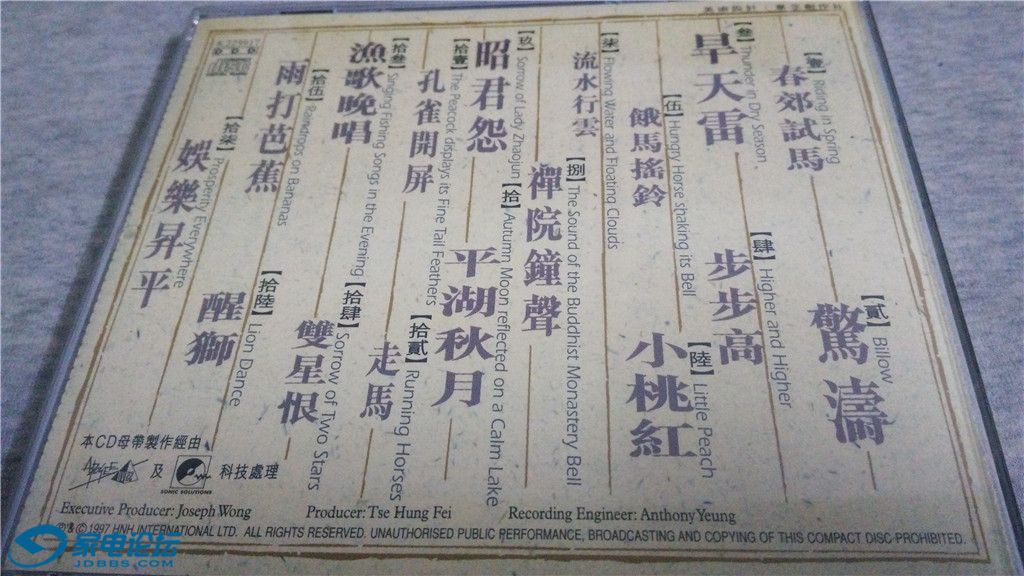 【壹】 春郊試馬 Riding in Spring
【貳】 驚濤 Billow
【叁】 旱天雷 Thunder in Dry Season
【肆】 步步高 Higher and Higher
【伍】 餓馬搖鈴 Hungry Horse shaking its Bell
【陸】 小桃紅 Little Peach
【柒】 流水行雲 Flowing Water and Floating Clouds
【捌】 禪院鐘聲 The Sound of the Buddhist Monastery Bell
【玖】 昭君怨 Sorrow of Lady Zhaojun
【拾】 平湖秋月 Autumn Moon reflected on a Calm Lake
【拾壹】 孔雀開屏 The Peacock displays its Fine Tail Feathers
【拾貳】 走馬 Running Horses
【拾叁】 漁歌晚唱 Singing Fishing Songs in the Evening
【拾肆】 雙星恨 Sorrow of Two Stars
【拾伍】 雨打芭蕉 Raindrops on Bananas
【拾陸】 醒獅 Lion Dance
【拾柒】 娛樂昇平 Prosperity Everywhere
本CD母帶製作經由
及 SONIC SOLUTIONS 科技處理
Executive Producer: Joseph Wong Producer: Tse Hung Fei Recording Engineer: Anthony Yeung
℗&©1997 HNH INTERNATIONAL LTD. ALL RIGHTS RESERVED. UNAUTHORISED PUBLIC PERFORMANCE, BROADCASTING AND COPYING OF THIS COMPACT DISC PROHIBITED.
家电论坛
JDBBS.COM